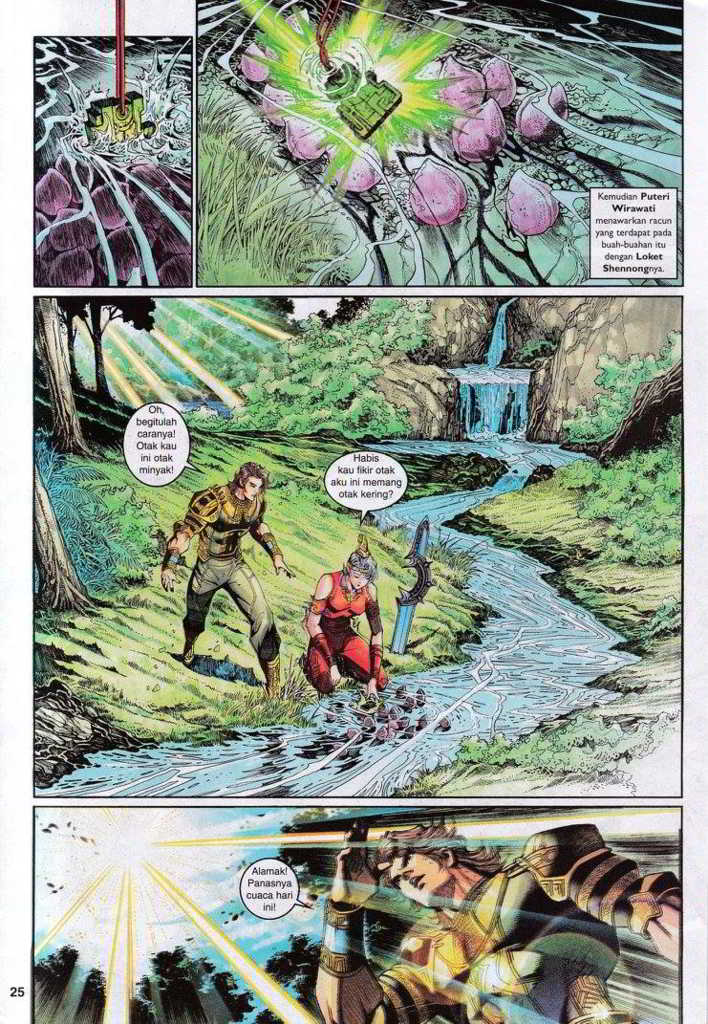 Kemudian Puteri
Wirawati
menawarkan racun
yang terdapat pada
buah-buahan itu
dengan Loket
Shennongnya.
Oh,
begitulah
caranya!
Otak kau
ini otak
minyak!
Habis
kau fikir otak
aku ini memang
otak kering?
Alamak!
Panasnya
cuaca hari
ini!
25